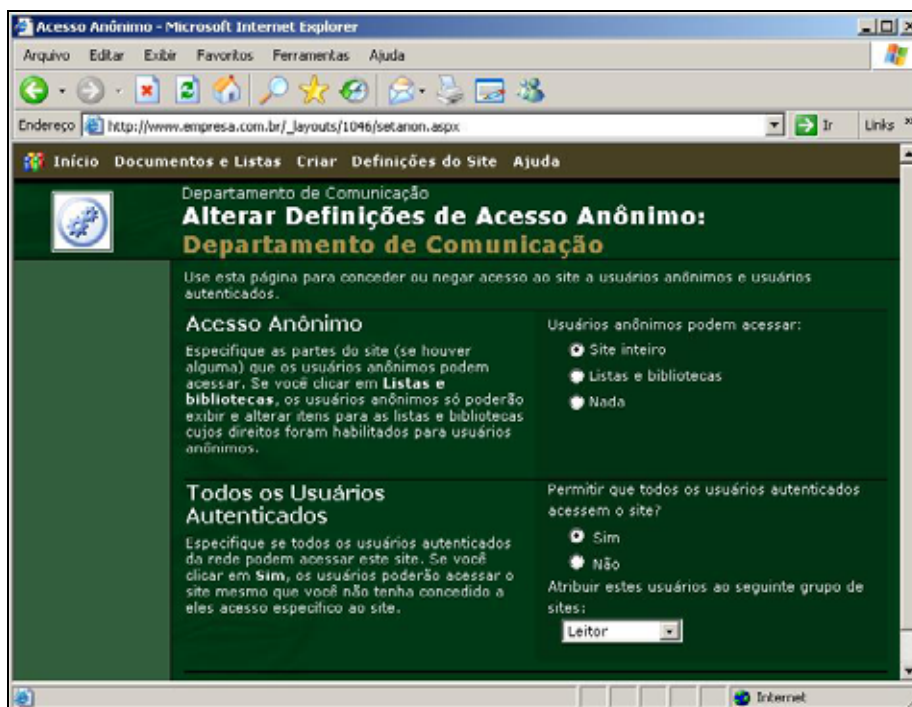 Acesso Anônimo - Microsoft Internet Explorer
Arquivo Editar Exibir Favoritos Ferramentas Ajuda
Endereço http://www.empresa.com.br/_layouts/1046/setanon.aspx Ir Links »
Início Documentos e Listas Criar Definições do Site Ajuda
Departamento de Comunicação
Alterar Definições de Acesso Anônimo:
Departamento de Comunicação
Use esta página para conceder ou negar acesso ao site a usuários anônimos e usuários
autenticados.
Acesso Anônimo
Especifique as partes do site (se houver
alguma) que os usuários anônimos podem
acessar. Se você clicar em Listas e
bibliotecas, os usuários anônimos só poderão
exibir e alterar itens para as listas e bibliotecas
cujos direitos foram habilitados para usuários
anônimos.
Usuários anônimos podem acessar:
Site inteiro
Listas e bibliotecas
Nada
Todos os Usuários
Autenticados
Especifique se todos os usuários autenticados
da rede podem acessar este site. Se você
clicar em Sim, os usuários poderão acessar o
site mesmo que você não tenha concedido a
eles acesso específico ao site.
Permitir que todos os usuários autenticados
acessem o site?
Sim
Não
Atribuir estes usuários ao seguinte grupo de
sites:
Leitor
Internet